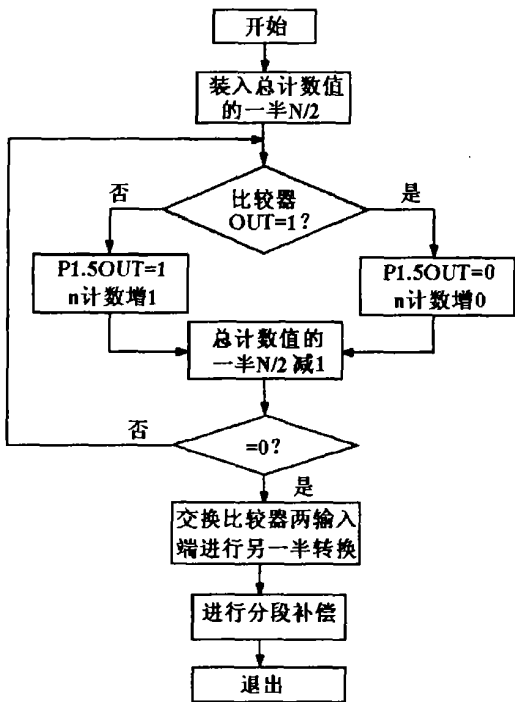 开始
装入总计数值
的一半N/2
比较器
OUT=1?
否
是
P1.5OUT=1
n计数增1
P1.5OUT=0
n计数增0
总计数值的
一半N/2 减1
否
=0?
是
交换比较器两输入
端进行另一半转换
进行分段补偿
退出